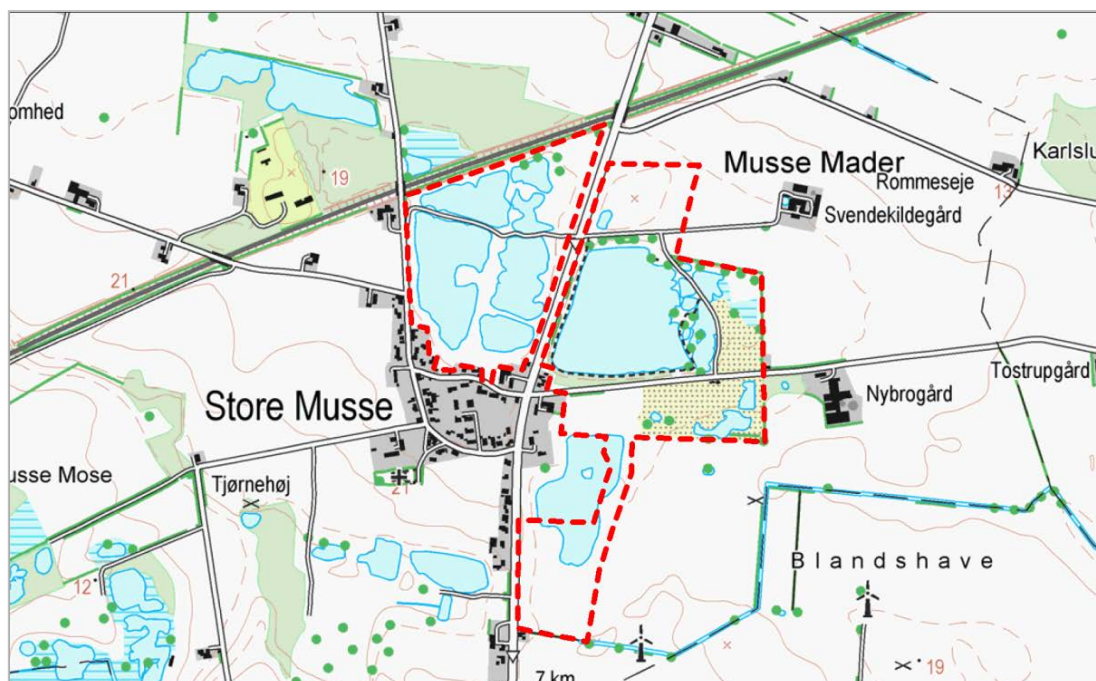 omhed
19
Musse Mader
Karlslu
Rommeseje
13
Svendekildegård
21
Tostrupgård
Store Musse
Nybrogård
usse Mose
Tjørnehøj
21
12
Blandshave
19
7 km